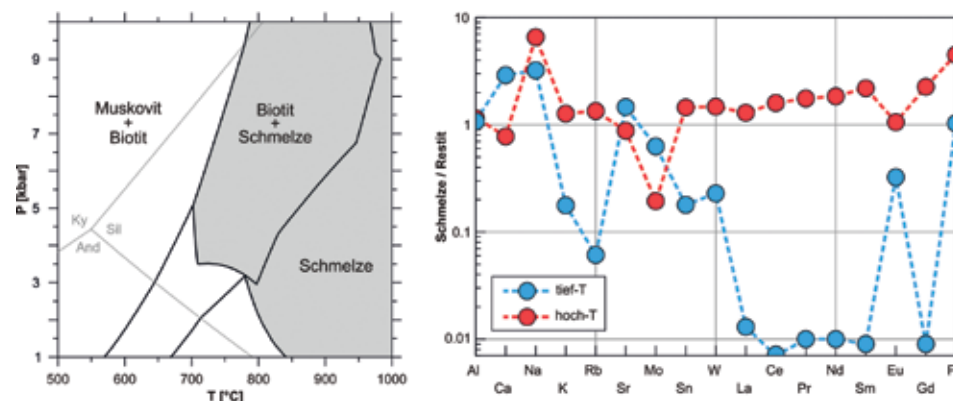 P [kbar]
9
7
5
3
1
Muskovit
+
Biotit
Biotit
+
Schmelze
Schmelze
Ky
Sil
And
500 600 700 800 900 1000
T [°C]
Schmelze / Restit
10
1
0.1
0.01
tief-T
hoch-T
Al Na Rb Mo W Ce Nd Eu
Ca K Sr Sn La Pr Sm Gd